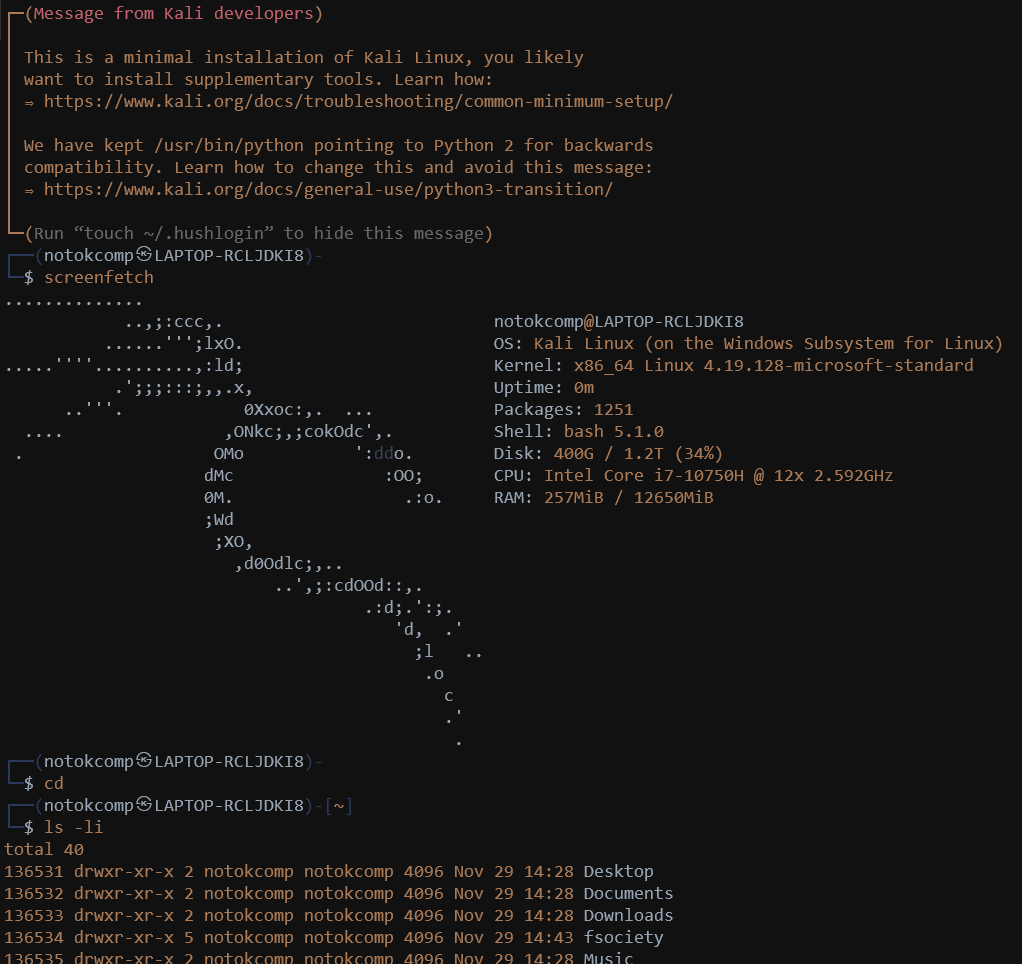 ┌─(Message from Kali developers)
│
│ This is a minimal installation of Kali Linux, you likely
│ want to install supplementary tools. Learn how:
│ ⇒ https://www.kali.org/docs/troubleshooting/common-minimum-setup/
│
│ We have kept /usr/bin/python pointing to Python 2 for backwards
│ compatibility. Learn how to change this and avoid this message:
│ ⇒ https://www.kali.org/docs/general-use/python3-transition/
│
└─(Run “touch ~/.hushlogin” to hide this message)
┌──(notokcomp㉿LAPTOP-RCLJDKI8)-
└─$ screenfetch
..............
            ..,;:ccc,.                           notokcomp@LAPTOP-RCLJDKI8
          ......''';lxO.                         OS: Kali Linux (on the Windows Subsystem for Linux)
.....''''..........,:ld;                         Kernel: x86_64 Linux 4.19.128-microsoft-standard
           .';;;:::;,,.x,                        Uptime: 0m
      ..'''.            0Xxoc:,.  ...            Packages: 1251
  ....                ,ONkc;,;cokOdc',.          Shell: bash 5.1.0
 .                   OMo           ':ddo.        Disk: 400G / 1.2T (34%)
                    dMc               :OO;       CPU: Intel Core i7-10750H @ 12x 2.592GHz
                    0M.                 .:o.     RAM: 257MiB / 12650MiB
                    ;Wd
                     ;XO,
                       ,d0Odlc;,..
                           ..',;:cdOOd::,.
                                    .:d;.':;.
                                       'd,  .'
                                         ;l   ..
                                          .o
                                            c
                                            .'
                                             .
┌──(notokcomp㉿LAPTOP-RCLJDKI8)-
└─$ cd
┌──(notokcomp㉿LAPTOP-RCLJDKI8)-[~]
└─$ ls -li
total 40
136531 drwxr-xr-x 2 notokcomp notokcomp 4096 Nov 29 14:28 Desktop
136532 drwxr-xr-x 2 notokcomp notokcomp 4096 Nov 29 14:28 Documents
136533 drwxr-xr-x 2 notokcomp notokcomp 4096 Nov 29 14:28 Downloads
136534 drwxr-xr-x 5 notokcomp notokcomp 4096 Nov 29 14:43 fsociety
136535 drwxr-xr-x 2 notokcomp notokcomp 4096 Nov 29 14:28 Music